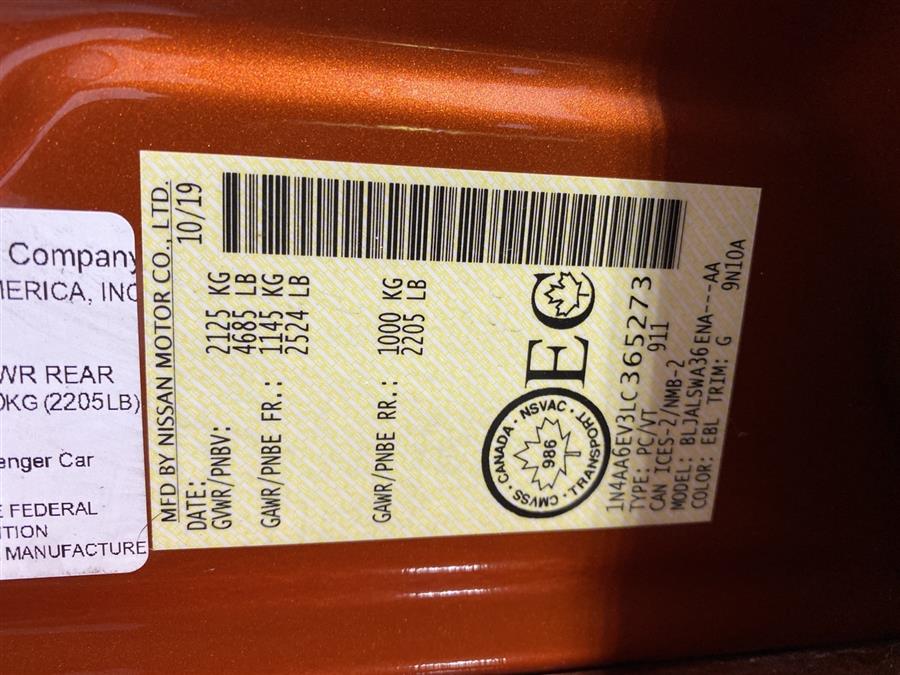 Company
MERICA, INC
WR REAR
0KG (2205LB)
enger Car
E FEDERAL
ITION
MANUFACTURE
MFD BY NISSAN MOTOR CO., LTD.
DATE: 10/19
GVWR/PNBV: 2125 KG
4685 LB
GAWR/PNBE FR.: 1145 KG
2524 LB
GAWR/PNBE RR.: 1000 KG
2205 LB
CANADA · NSVAC · TRANSPORT · CMVSS ·
986
EC
1N4AA6EV3LC365273
TYPE: PC/VT 911
CAN ICES-2/NMB-2
MODEL: BLJALSWA36ENA---AA
COLOR: EBL TRIM: G 9N10A